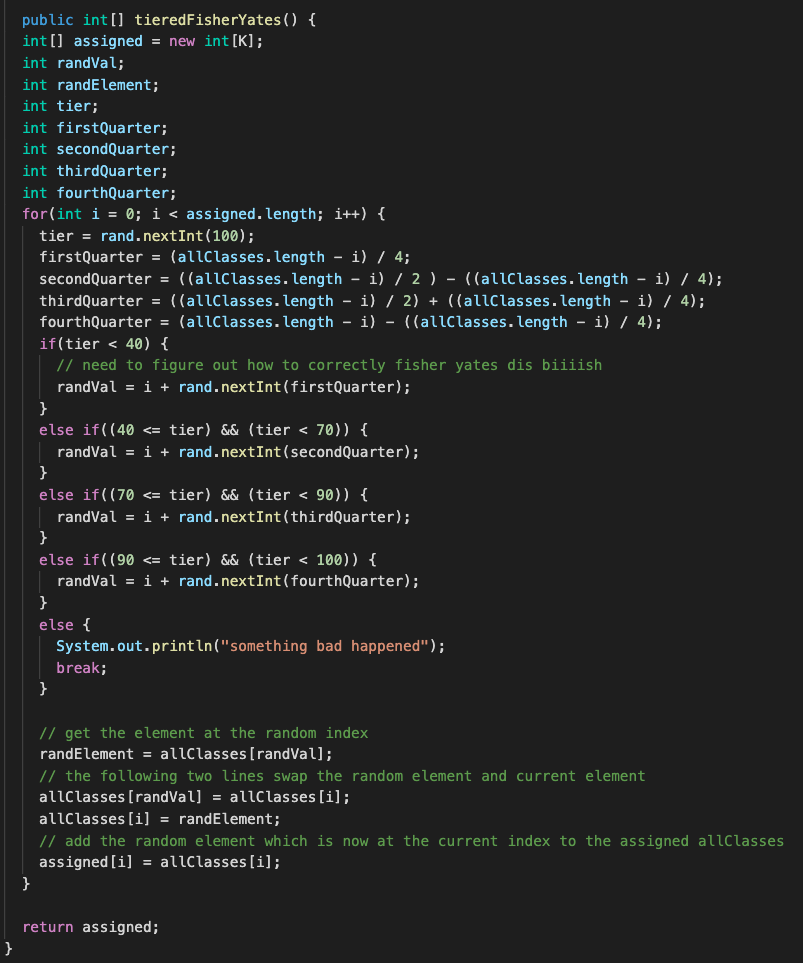 public int[] tieredFisherYates() {
int[] assigned = new int[K];
int randVal;
int randElement;
int tier;
int firstQuarter;
int secondQuarter;
int thirdQuarter;
int fourthQuarter;
for(int i = 0; i < assigned.length; i++) {
tier = rand.nextInt(100);
firstQuarter = (allClasses.length - i) / 4;
secondQuarter = ((allClasses.length - i) / 2 ) - ((allClasses.length - i) / 4);
thirdQuarter = ((allClasses.length - i) / 2) + ((allClasses.length - i) / 4);
fourthQuarter = (allClasses.length - i) - ((allClasses.length - i) / 4);
if(tier < 40) {
// need to figure out how to correctly fisher yates dis biiiish
randVal = i + rand.nextInt(firstQuarter);
}
else if((40 <= tier) && (tier < 70)) {
randVal = i + rand.nextInt(secondQuarter);
}
else if((70 <= tier) && (tier < 90)) {
randVal = i + rand.nextInt(thirdQuarter);
}
else if((90 <= tier) && (tier < 100)) {
randVal = i + rand.nextInt(fourthQuarter);
}
else {
System.out.println("something bad happened");
break;
}
// get the element at the random index
randElement = allClasses[randVal];
// the following two lines swap the random element and current element
allClasses[randVal] = allClasses[i];
allClasses[i] = randElement;
// add the random element which is now at the current index to the assigned allClasses
assigned[i] = allClasses[i];
}
return assigned;
}